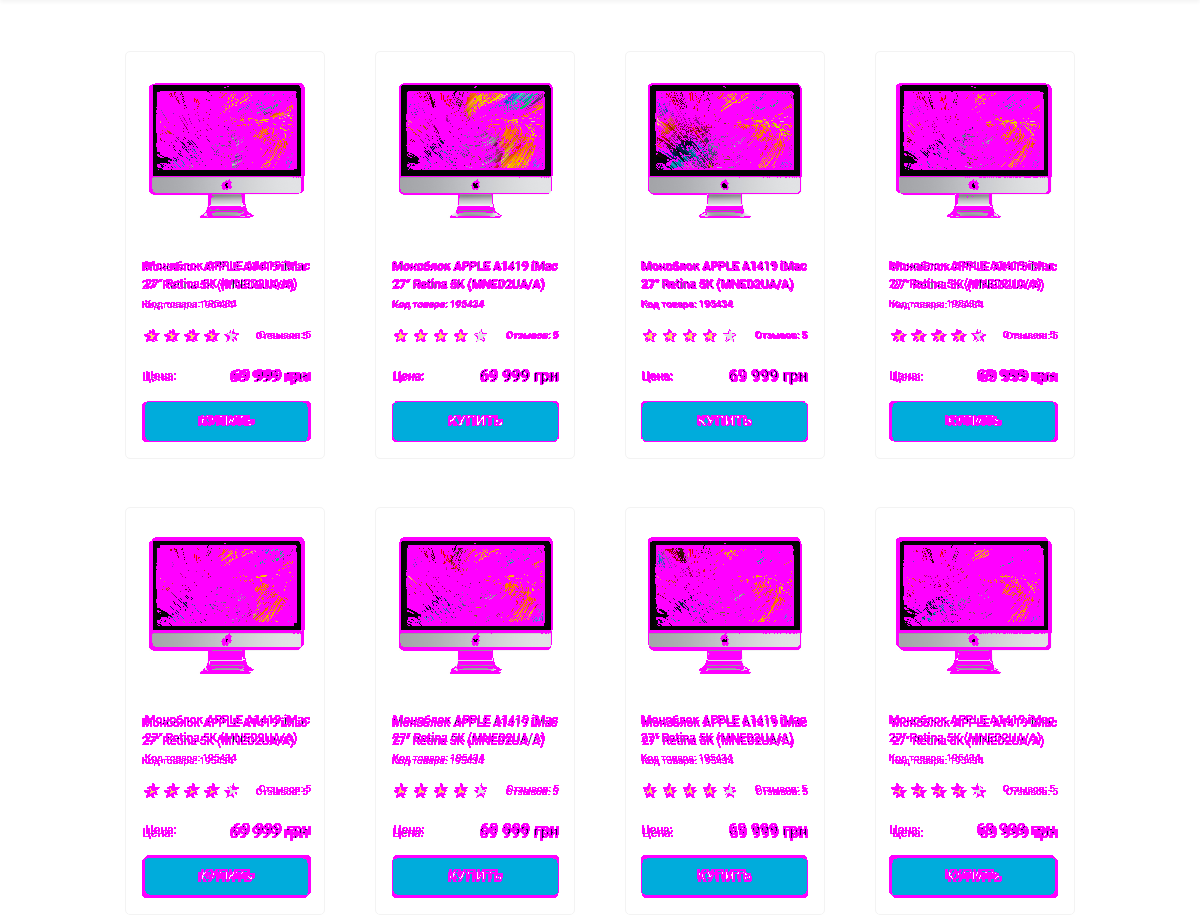 Моноблок APPLE A1419 iMac
27" Retina 5K (MNED2UA/A)
Код товара: 195434
Отзывов: 5
Цена:
69 999 грн
КУПИТЬ
Моноблок APPLE A1419 iMac
27" Retina 5K (MNED2UA/A)
Код товара: 195434
Отзывов: 5
Цена:
69 999 грн
КУПИТЬ
Моноблок APPLE A1419 iMac
27" Retina 5K (MNED2UA/A)
Код товара: 195434
Отзывов: 5
Цена:
69 999 грн
КУПИТЬ
Моноблок APPLE A1419 iMac
27" Retina 5K (MNED2UA/A)
Код товара: 195434
Отзывов: 5
Цена:
69 999 грн
КУПИТЬ
Моноблок APPLE A1419 iMac
27" Retina 5K (MNED2UA/A)
Код товара: 195434
Отзывов: 5
Цена:
69 999 грн
КУПИТЬ
Моноблок APPLE A1419 iMac
27" Retina 5K (MNED2UA/A)
Код товара: 195434
Отзывов: 5
Цена:
69 999 грн
КУПИТЬ
Моноблок APPLE A1419 iMac
27" Retina 5K (MNED2UA/A)
Код товара: 195434
Отзывов: 5
Цена:
69 999 грн
КУПИТЬ
Моноблок APPLE A1419 iMac
27" Retina 5K (MNED2UA/A)
Код товара: 195434
Отзывов: 5
Цена:
69 999 грн
КУПИТЬ